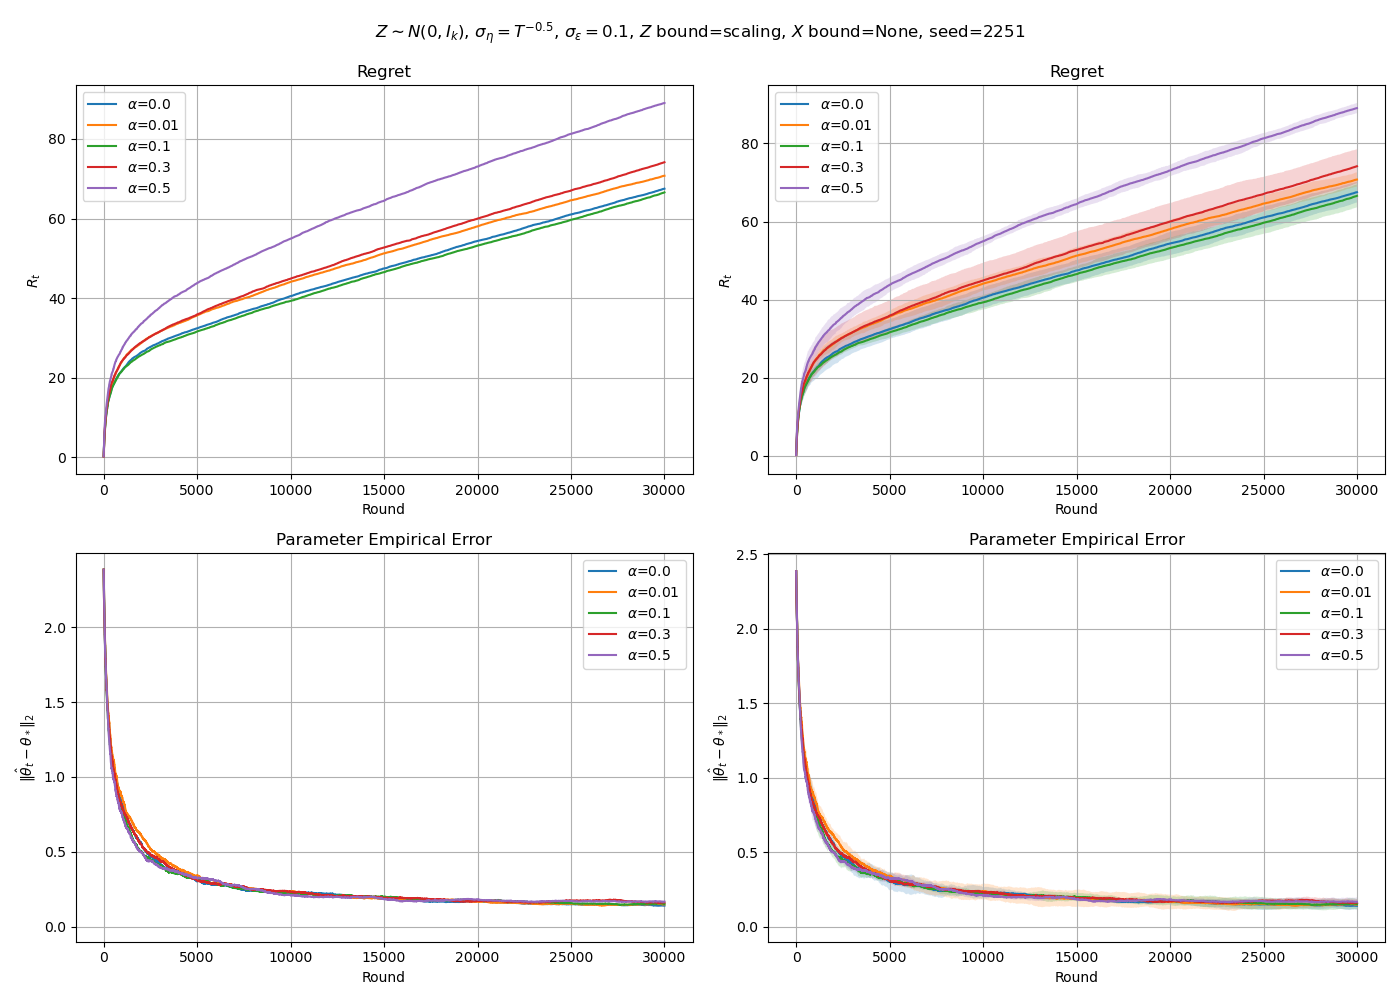 Z ∼ N(0, I_k), σ_η = T^{−0.5}, σ_ε = 0.1, Z bound=scaling, X bound=None, seed=2251
Regret
R_t
80
60
40
20
0
α=0.0
α=0.01
α=0.1
α=0.3
α=0.5
0 5000 10000 15000 20000 25000 30000
Round
Regret
R_t
80
60
40
20
0
α=0.0
α=0.01
α=0.1
α=0.3
α=0.5
0 5000 10000 15000 20000 25000 30000
Round
Parameter Empirical Error
‖θ̂_t − θ_*‖_2
2.0
1.5
1.0
0.5
0.0
α=0.0
α=0.01
α=0.1
α=0.3
α=0.5
0 5000 10000 15000 20000 25000 30000
Round
Parameter Empirical Error
‖θ̂_t − θ_*‖_2
2.5
2.0
1.5
1.0
0.5
0.0
α=0.0
α=0.01
α=0.1
α=0.3
α=0.5
0 5000 10000 15000 20000 25000 30000
Round